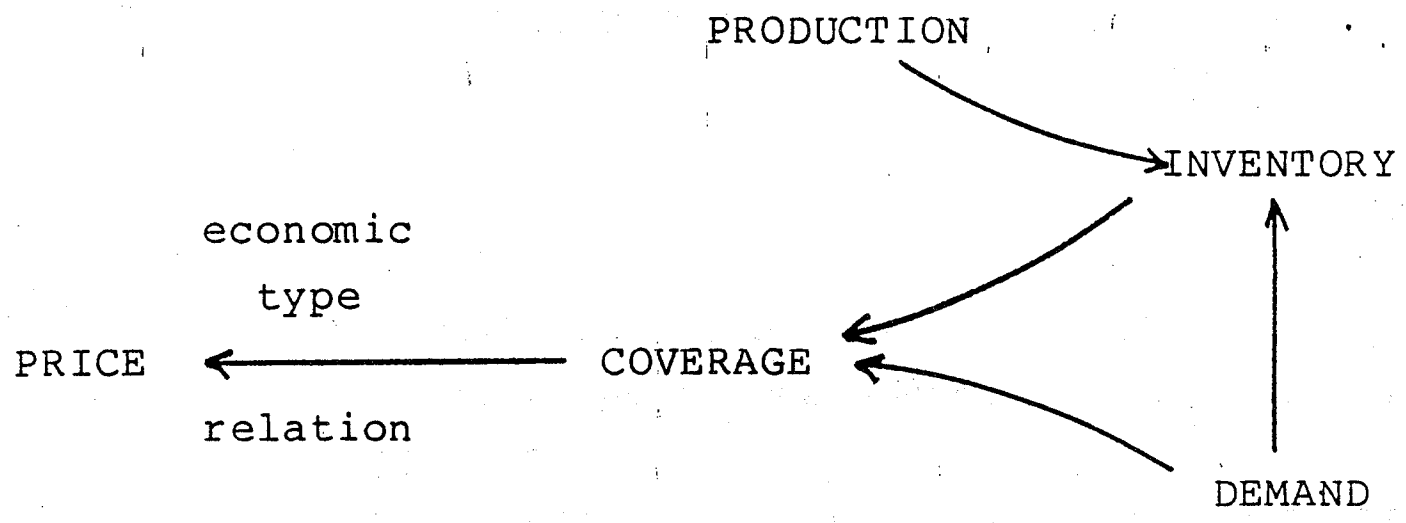 PRODUCTION
INVENTORY
economic
type
PRICE
COVERAGE
relation
DEMAND